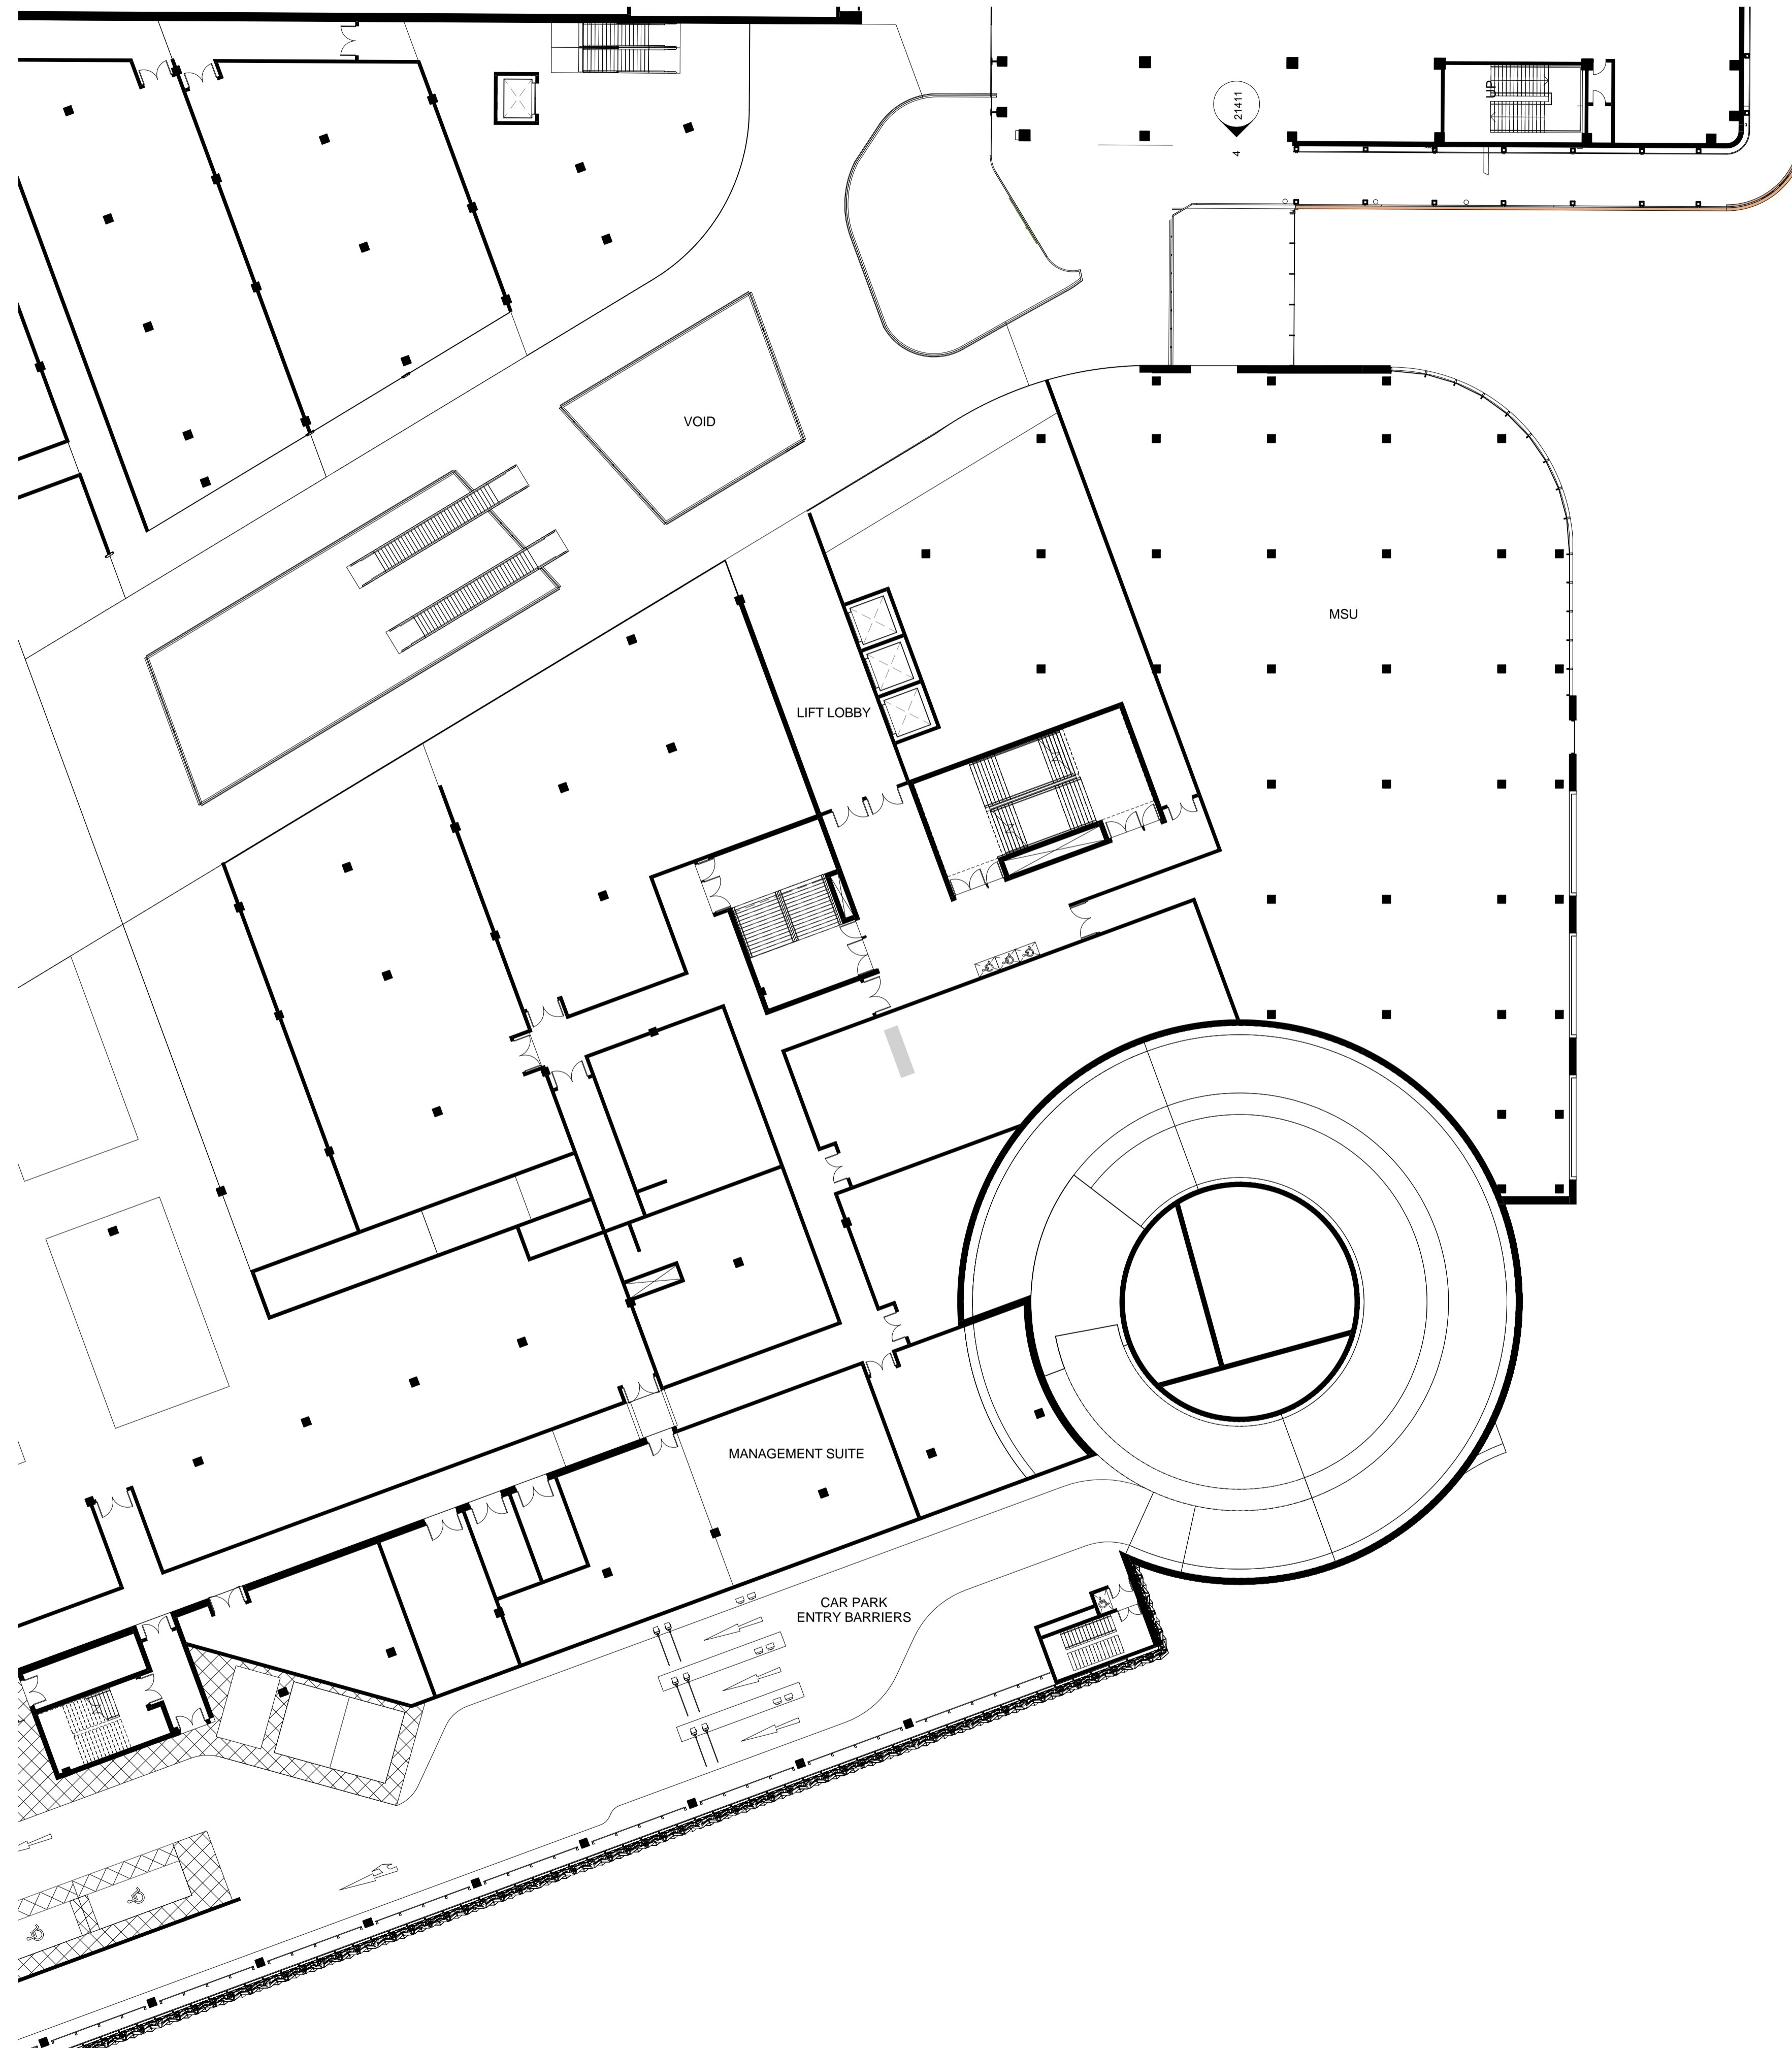 UP
21411
4
VOID
MSU
LIFT LOBBY
MANAGEMENT SUITE
CAR PARK
ENTRY BARRIERS